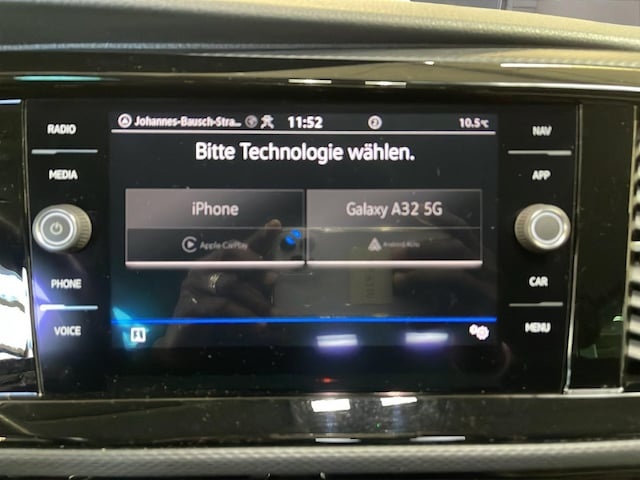 RADIO
MEDIA
PHONE
VOICE
Johannes-Bausch-Stra...
11:52
10.5°C
Bitte Technologie wählen.
iPhone
Galaxy A32 5G
Apple CarPlay
Android Auto
NAV
APP
CAR
MENU